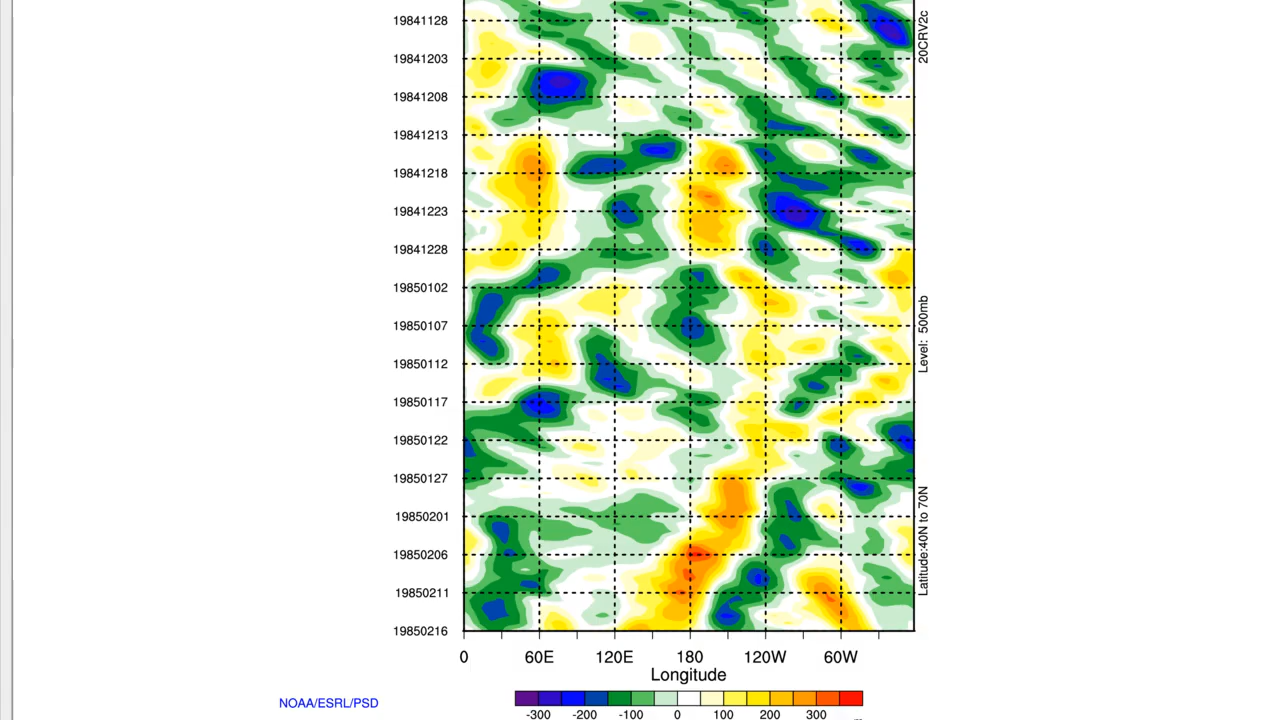 19841128
19841203
19841208
19841213
19841218
19841223
19841228
19850102
19850107
19850112
19850117
19850122
19850127
19850201
19850206
19850211
19850216
20CRV2c
Level: 500mb
Latitude:40N to 70N
0 60E 120E 180 120W 60W
Longitude
NOAA/ESRL/PSD
-300 -200 -100 0 100 200 300